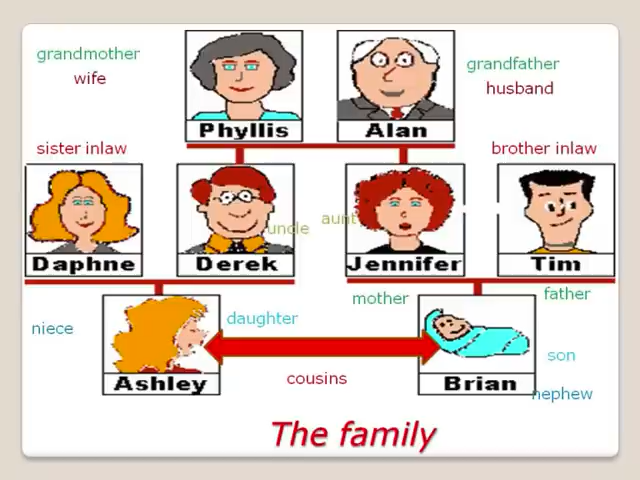 grandmother
wife
grandfather
husband
Phyllis
Alan
sister inlaw
brother inlaw
uncle
aunt
Daphne
Derek
Jennifer
Tim
mother
father
niece
daughter
son
cousins
nephew
Ashley
Brian
The family